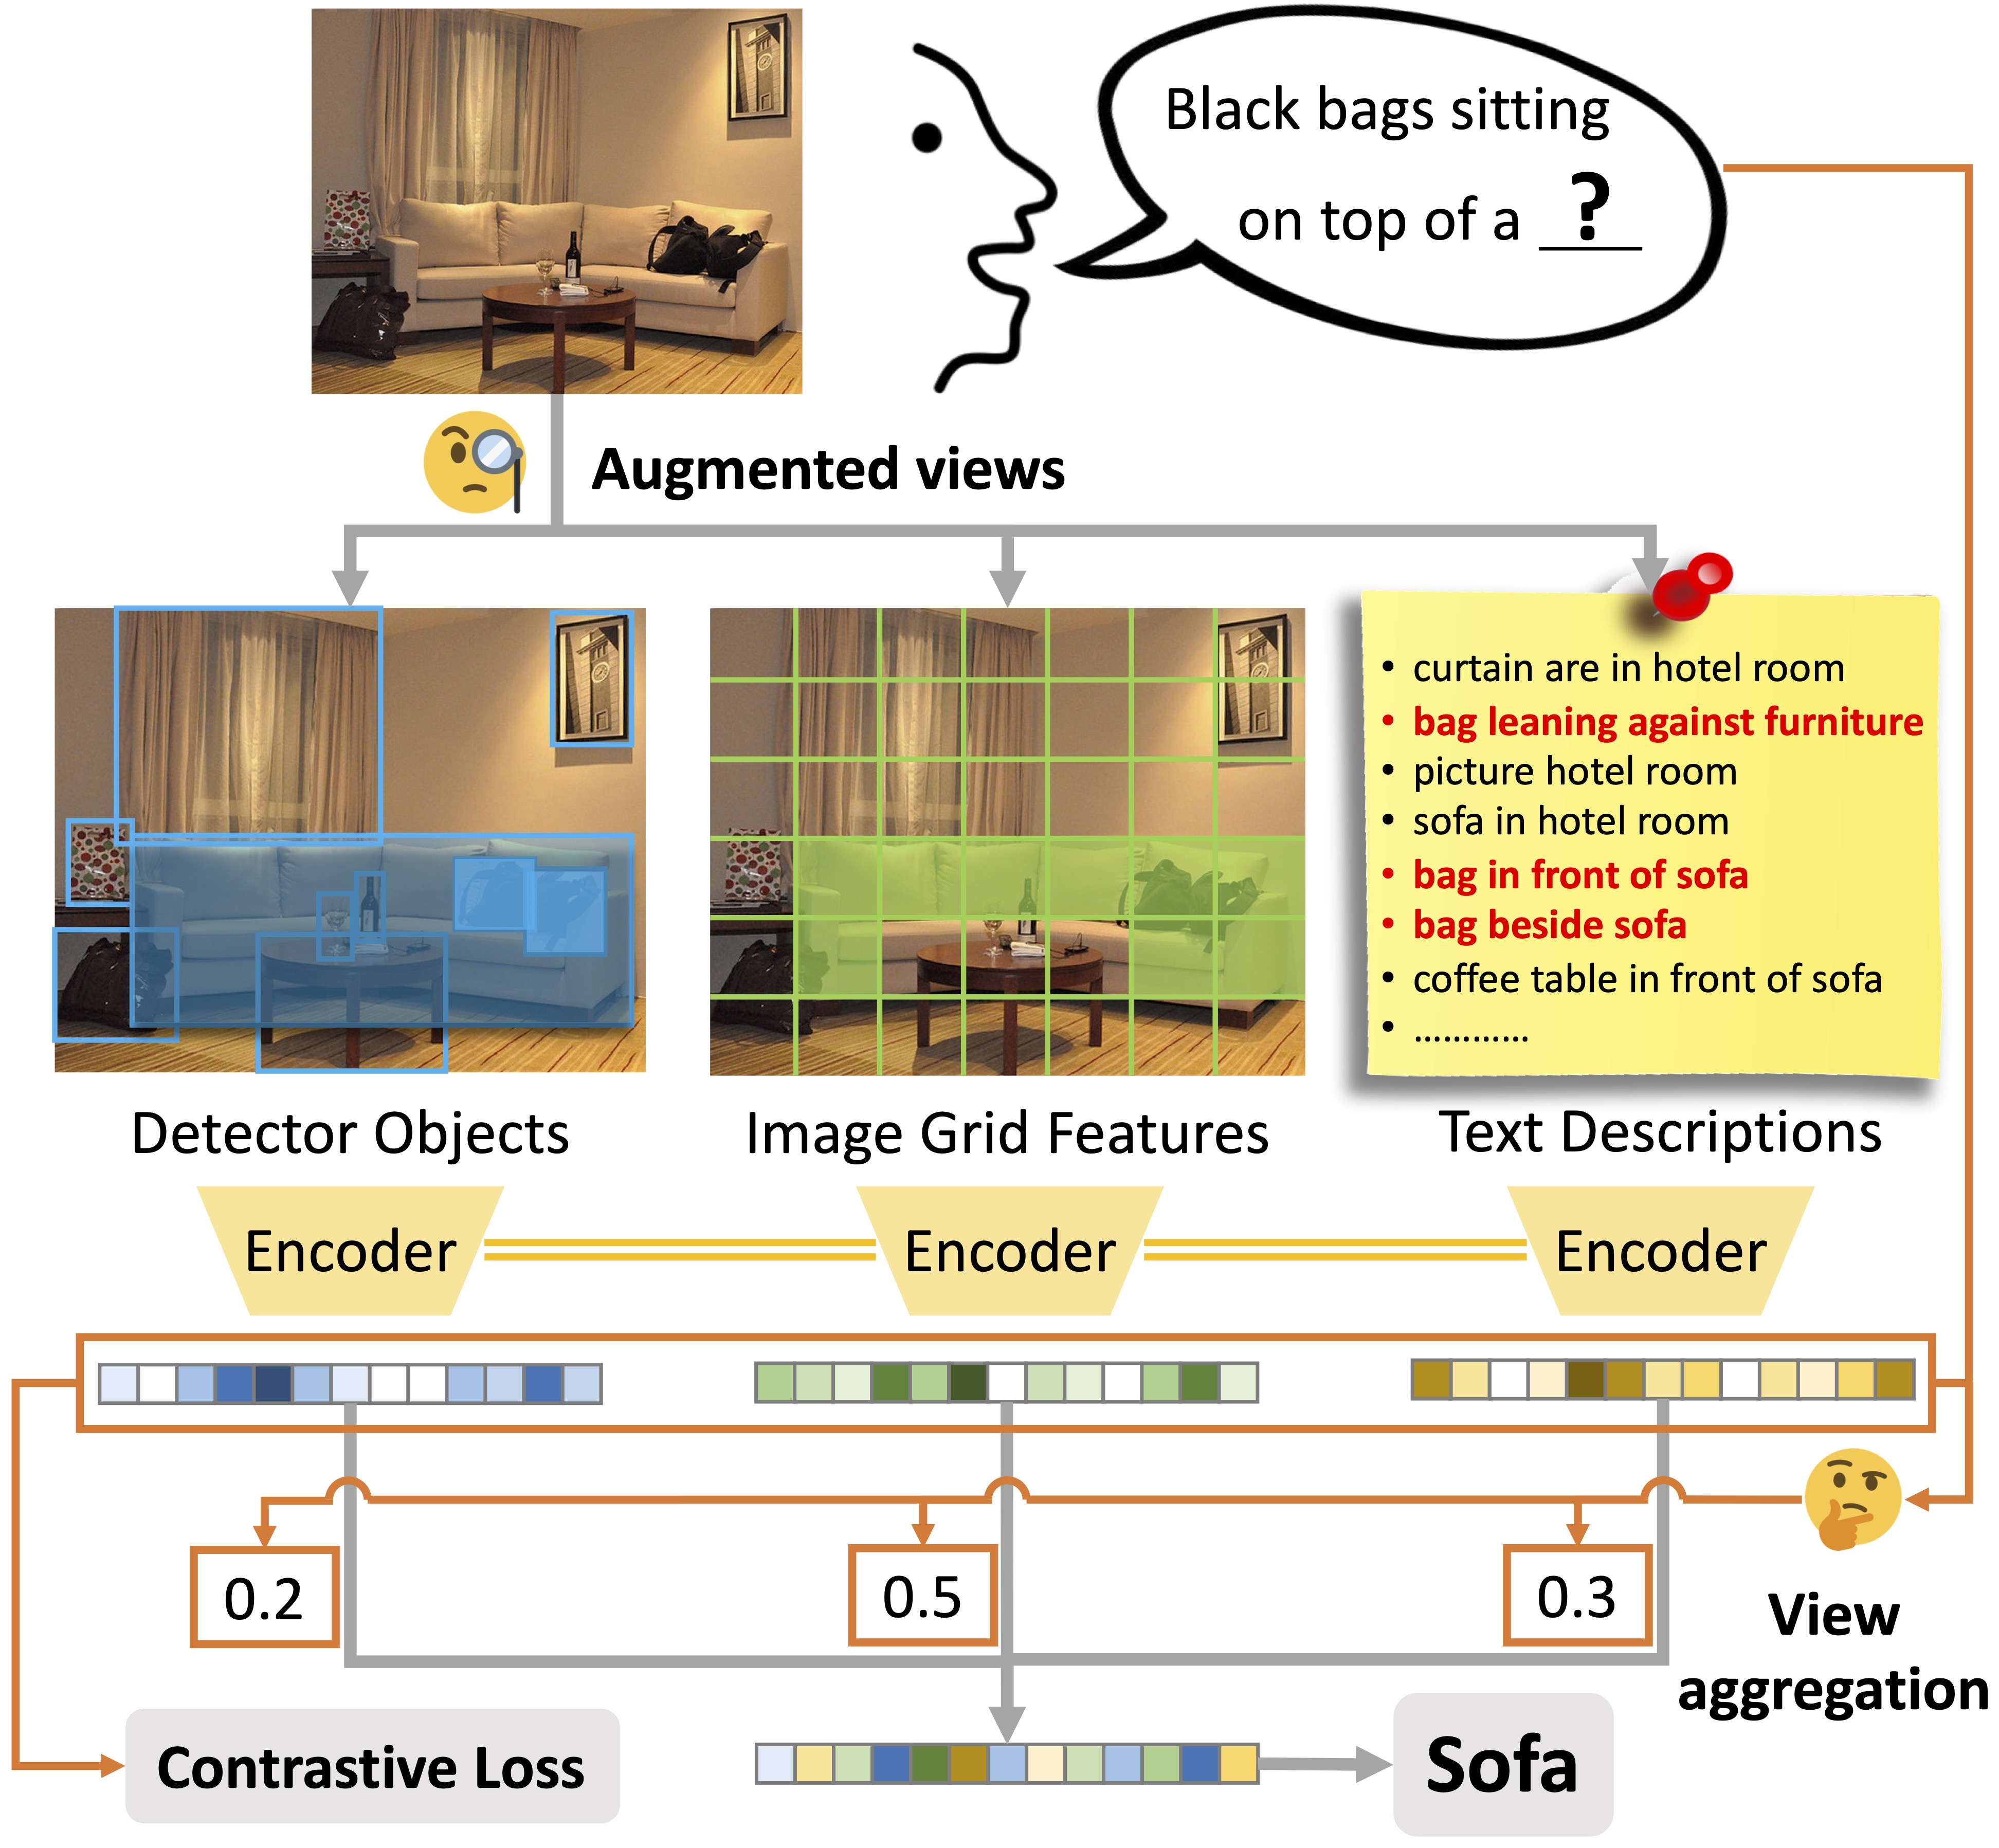 Black bags sitting
on top of a ?
Augmented views
• curtain are in hotel room
• bag leaning against furniture
• picture hotel room
• sofa in hotel room
• bag in front of sofa
• bag beside sofa
• coffee table in front of sofa
• ............
Detector Objects
Image Grid Features
Text Descriptions
Encoder
Encoder
Encoder
0.2
0.5
0.3
View
aggregation
Contrastive Loss
Sofa